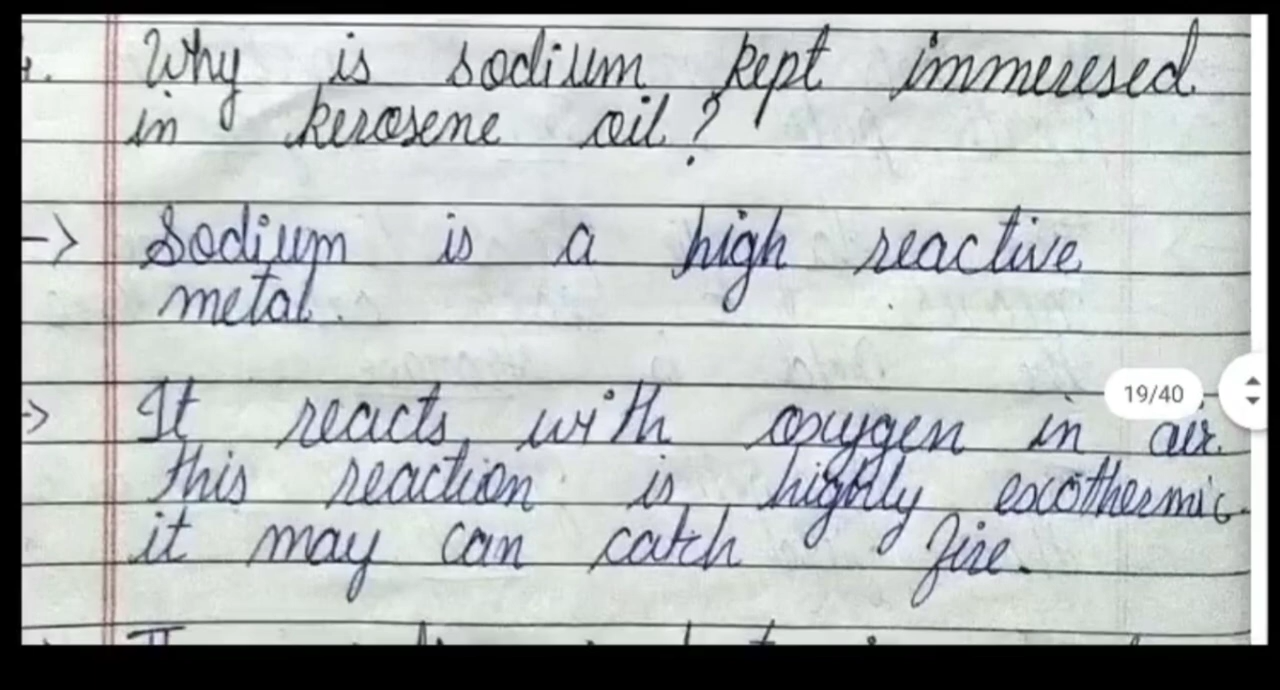 Why is sodium kept immeresed
in kerosene oil?
-> Sodium is a high reactive
metal.
-> It reacts with oxygen in air.
19/40
this reaction is highly exothermic.
it may can catch fire.